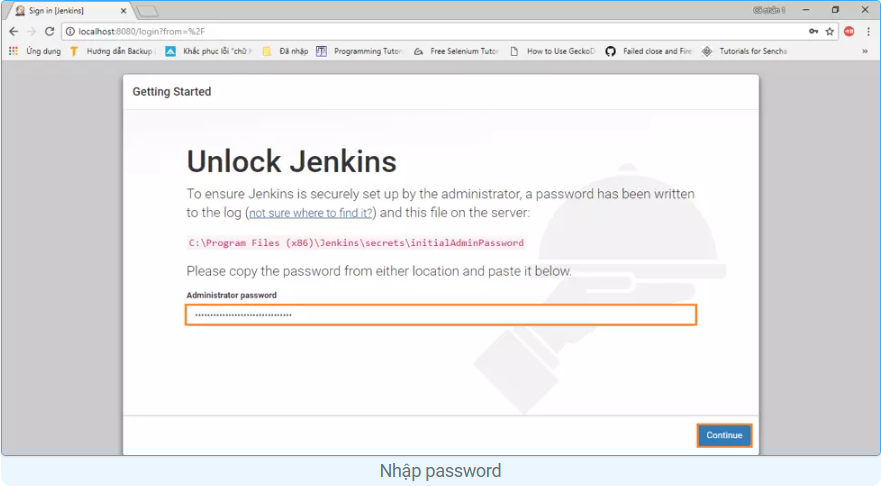 Sign in [Jenkins]
localhost:8080/login?from=%2F
Ứng dụng
Hướng dẫn Backup
Khắc phục lỗi "chữ
Đã nhập
Programming Tutori
Free Selenium Tutor
How to Use GeckoD
Failed close and Fire
Tutorials for Sencha
»
Getting Started
Unlock Jenkins
To ensure Jenkins is securely set up by the administrator, a password has been written
to the log (not sure where to find it?) and this file on the server:
C:\Program Files (x86)\Jenkins\secrets\initialAdminPassword
Please copy the password from either location and paste it below.
Administrator password
Continue
Nhập password